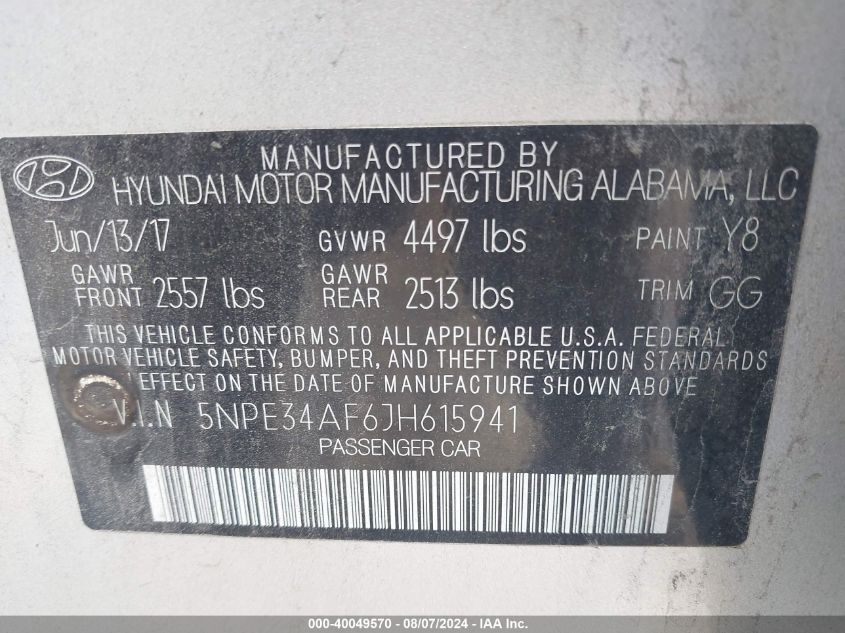 MANUFACTURED BY
HYUNDAI MOTOR MANUFACTURING ALABAMA, LLC
Jun/13/17 GVWR 4497 lbs PAINT Y8
GAWR FRONT 2557 lbs GAWR REAR 2513 lbs TRIM GG
THIS VEHICLE CONFORMS TO ALL APPLICABLE U.S.A. FEDERAL
MOTOR VEHICLE SAFETY, BUMPER, AND THEFT PREVENTION STANDARDS
EFFECT ON THE DATE OF MANUFACTURE SHOWN ABOVE
V.I.N 5NPE34AF6JH615941
PASSENGER CAR
000-40049570 - 08/07/2024 - IAA, Inc.